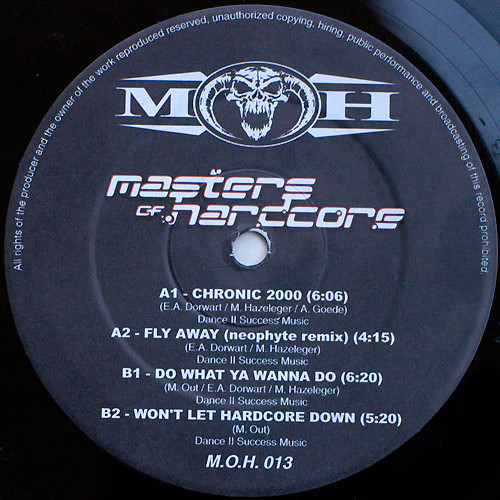 All rights of the producer and the owner of the work reproduced reserved, unauthorized copying, hiring, public performance and broadcasting of this record prohibited.
M H
masters
of hardcore
A1 - CHRONIC 2000 (6:06)
(E.A. Dorwart / M. Hazeleger / A. Goede)
Dance II Success Music
A2 - FLY AWAY (neophyte remix) (4:15)
(E.A. Dorwart / M. Hazeleger)
Dance II Success Music
B1 - DO WHAT YA WANNA DO (6:20)
(M. Out / E.A. Dorwart / M. Hazeleger)
Dance II Success Music
B2 - WON'T LET HARDCORE DOWN (5:20)
(M. Out)
Dance II Success Music
M.O.H. 013